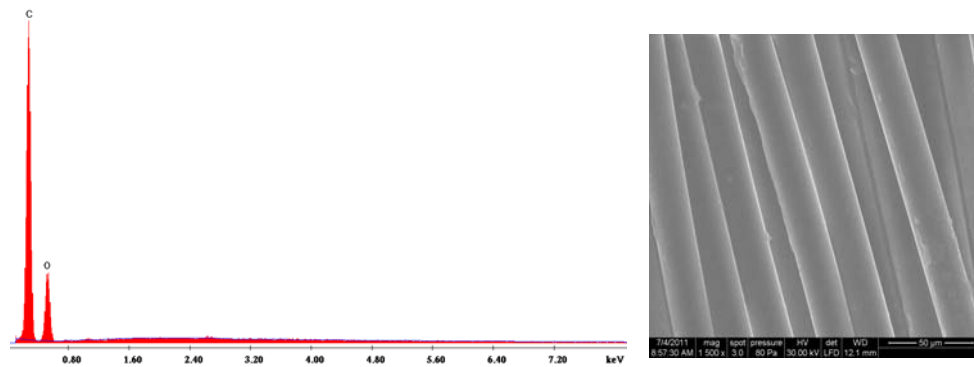 C
O
0.80 1.60 2.40 3.20 4.00 4.80 5.60 6.40 7.20 keV
7/4/2011 mag spot pressure HV det WD 50 µm
8:57:30 AM 1 500 x 3.0 80 Pa 30.00 kV LFD 12.1 mm